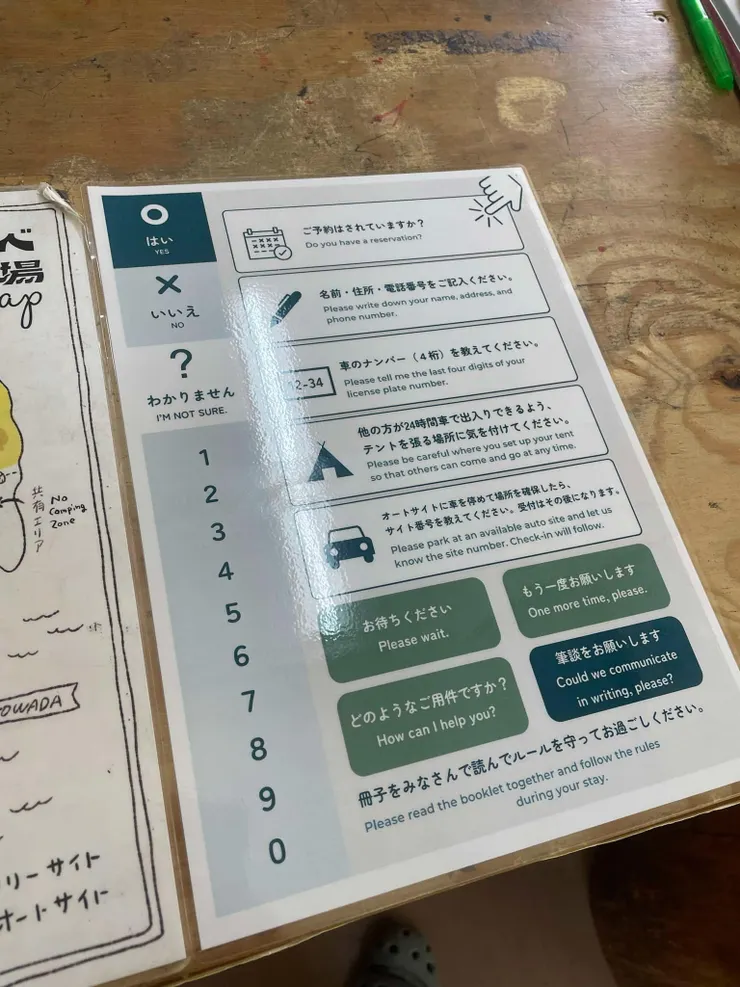 べ
場
ap
共有エリア
No
Camping
Zone
OWADA
リーサイト
オートサイト
はい
YES
いいえ
NO
?
わかりません
I'M NOT SURE.
1
2
3
4
5
6
7
8
9
0
ご予約はされていますか？
Do you have a reservation?
名前・住所・電話番号をご記入ください。
Please write down your name, address, and
phone number.
2-34
車のナンバー（４桁）を教えてください。
Please tell me the last four digits of your
license plate number.
他の方が24時間車で出入りできるよう、
テントを張る場所に気を付けてください。
Please be careful where you set up your tent
so that others can come and go at any time.
オートサイトに車を停めて場所を確保したら、
サイト番号を教えてください。受付はその後になります。
Please park at an available auto site and let us
know the site number. Check-in will follow.
お待ちください
Please wait.
もう一度お願いします
One more time, please.
どのようなご用件ですか？
How can I help you?
筆談をお願いします
Could we communicate
in writing, please?
冊子をみなさんで読んでルールを守ってお過ごしください。
Please read the booklet together and follow the rules
during your stay.